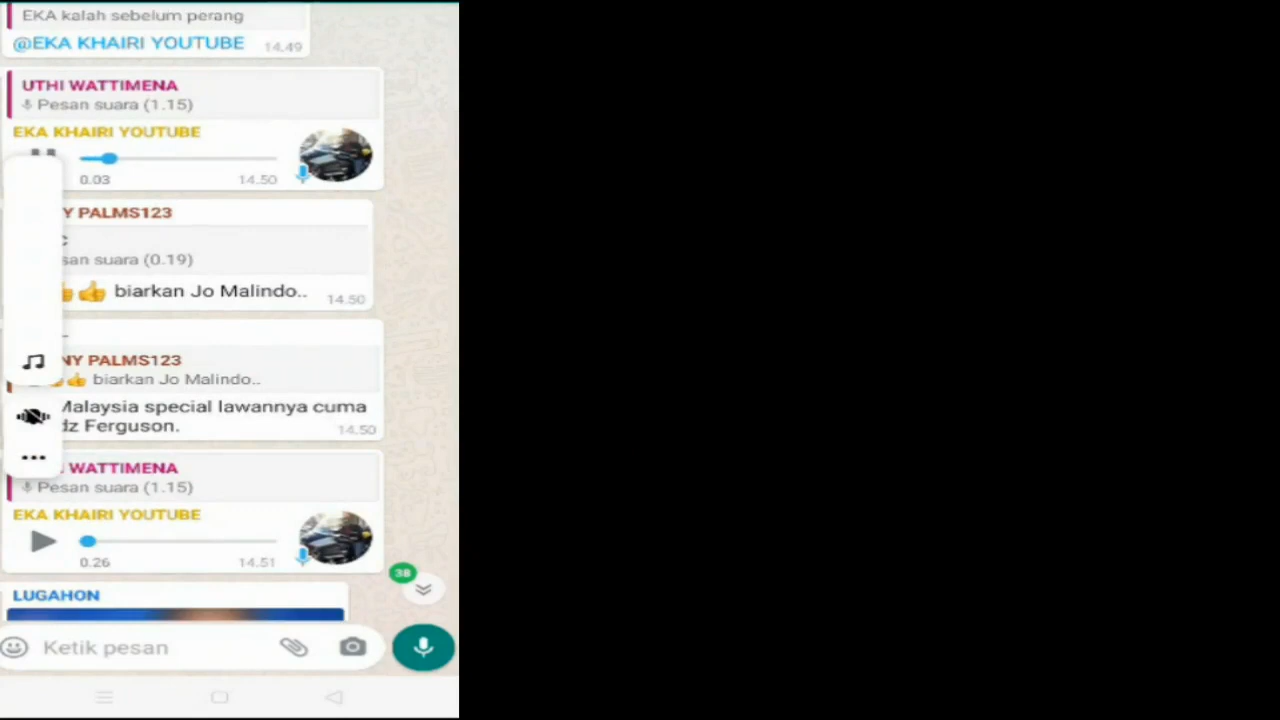 EKA kalah sebelum perang
@EKA KHAIRI YOUTUBE 14.49
UTHI WATTIMENA
Pesan suara (1.15)
EKA KHAIRI YOUTUBE
0.03 14.50
Y PALMS123
san suara (0.19)
biarkan Jo Malindo.. 14.50
NY PALMS123
biarkan Jo Malindo..
Malaysia special lawannya cuma
dz Ferguson. 14.50
WATTIMENA
Pesan suara (1.15)
EKA KHAIRI YOUTUBE
0.26 14.51
38
LUGAHON
Ketik pesan